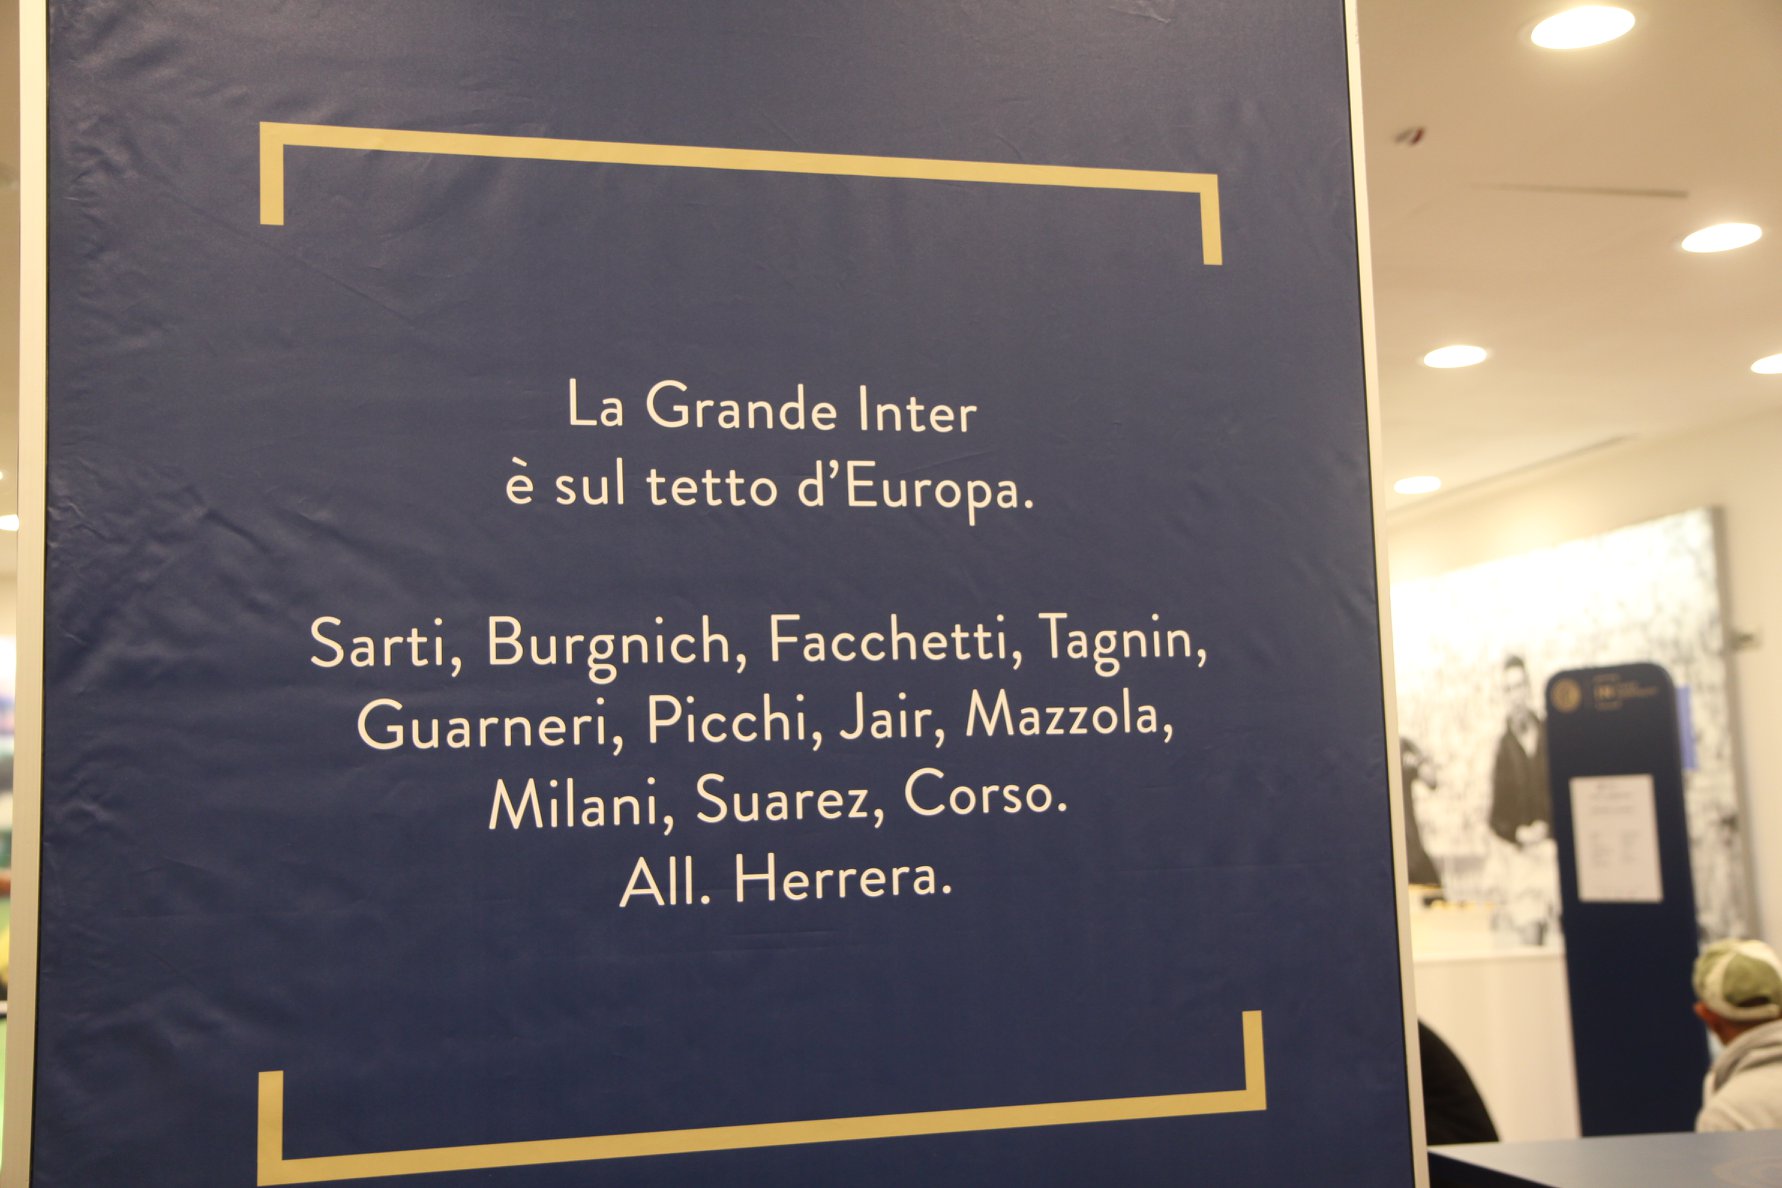 La Grande Inter
è sul tetto d'Europa.
Sarti, Burgnich, Facchetti, Tagnin,
Guarneri, Picchi, Jair, Mazzola,
Milani, Suarez, Corso.
All. Herrera.